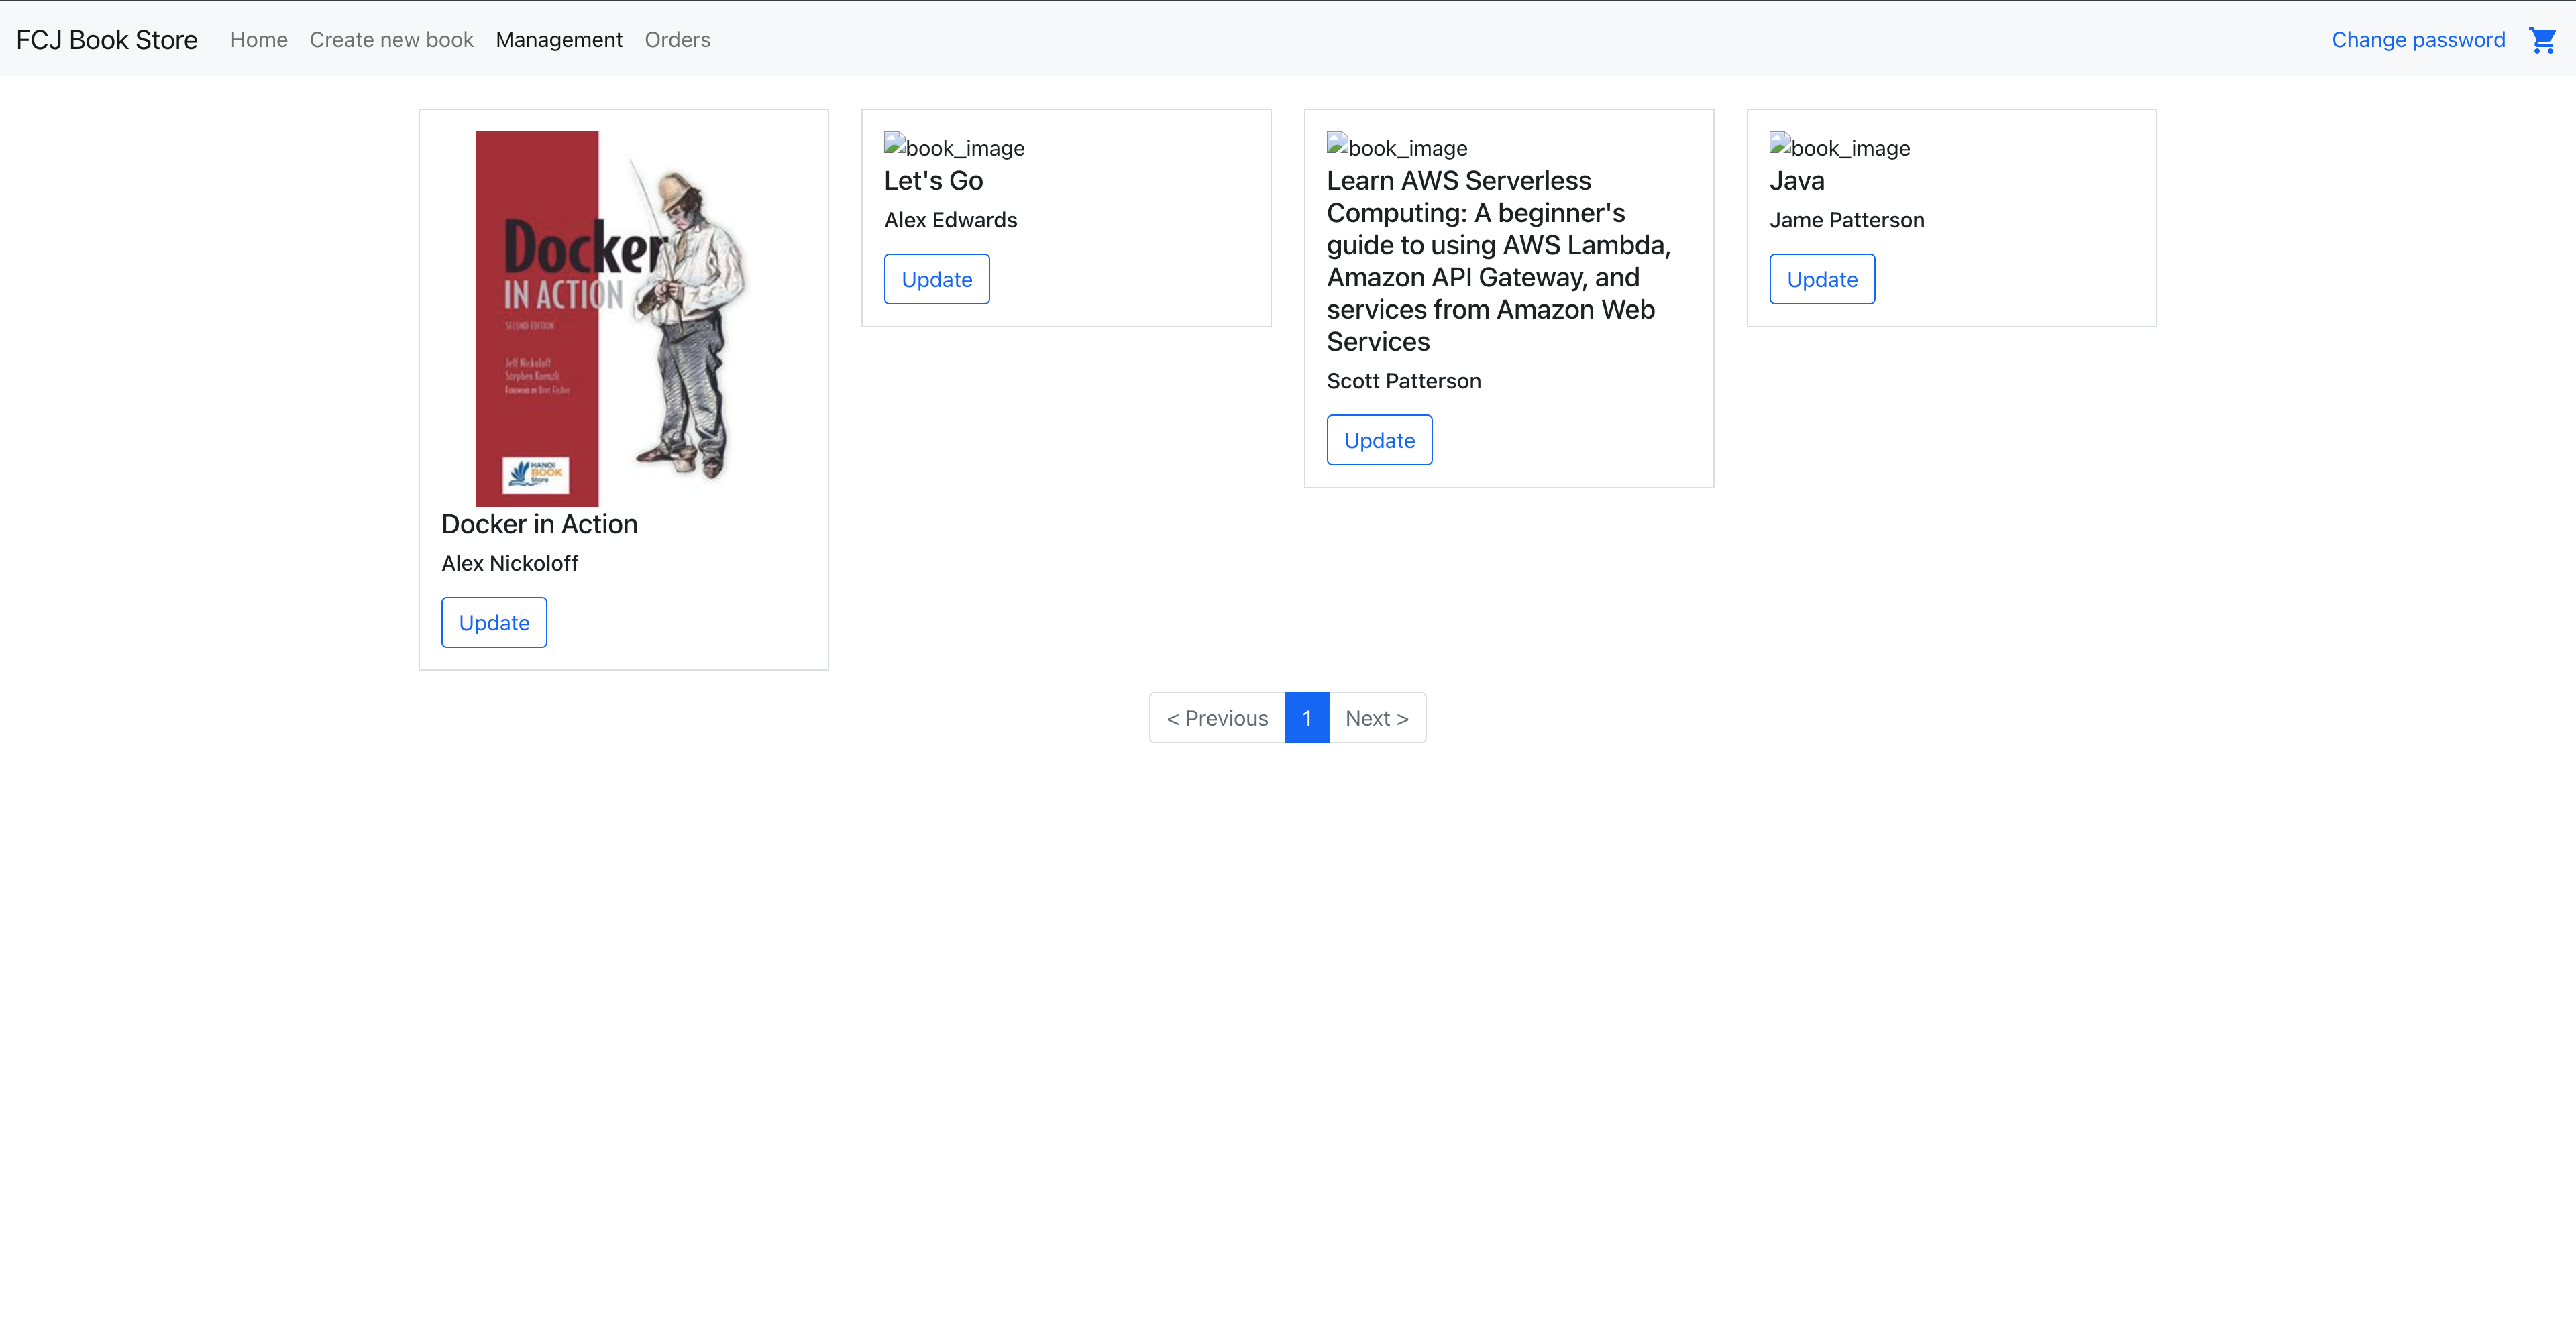 FCJ Book Store Home Create new book Management Orders Change password
Docker
IN ACTION
SECOND EDITION
Jeff Nickoloff
Stephen Kuenzli
HANOI
BOOK
Store
Docker in Action
Alex Nickoloff
Update
book_image
Let's Go
Alex Edwards
Update
book_image
Learn AWS Serverless
Computing: A beginner's
guide to using AWS Lambda,
Amazon API Gateway, and
services from Amazon Web
Services
Scott Patterson
Update
book_image
Java
Jame Patterson
Update
< Previous 1 Next >